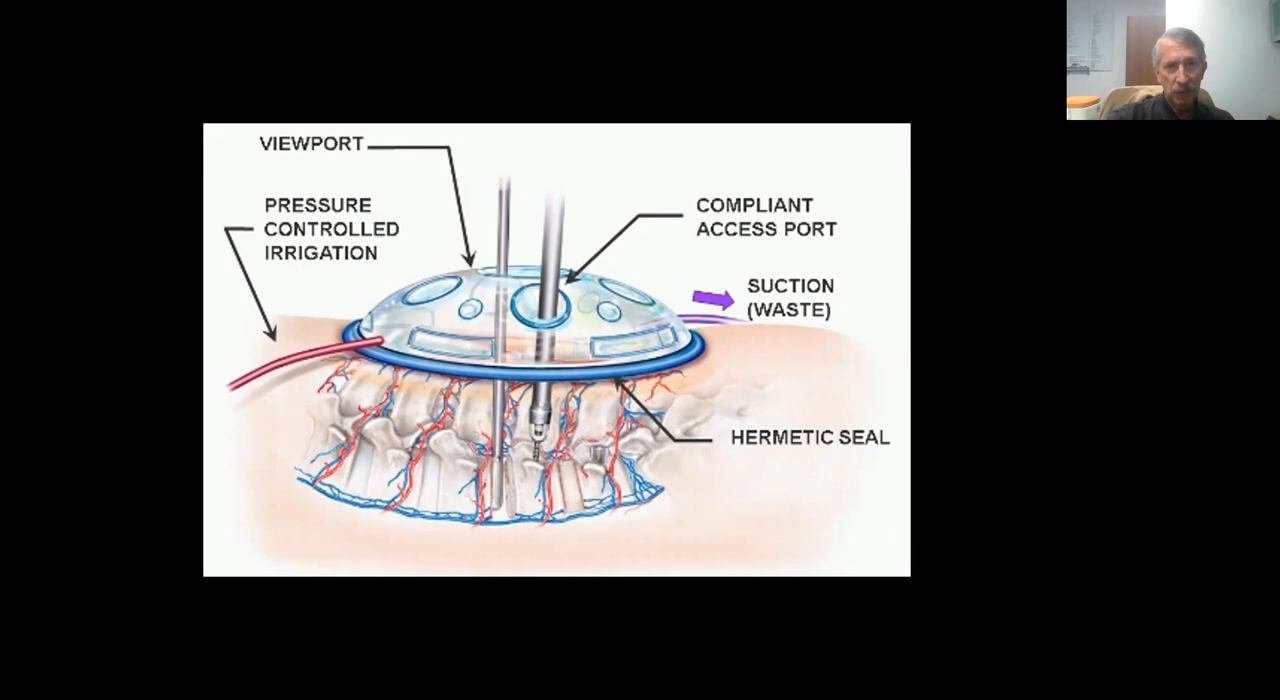 VIEWPORT
PRESSURE
CONTROLLED
IRRIGATION
COMPLIANT
ACCESS PORT
SUCTION
(WASTE)
HERMETIC SEAL